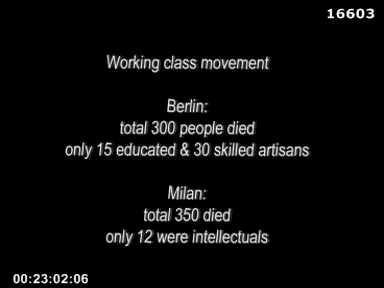 16603
Working class movement
Berlin:
total 300 people died
only 15 educated & 30 skilled artisans
Milan:
total 350 died
only 12 were intellectuals
00:23:02:06